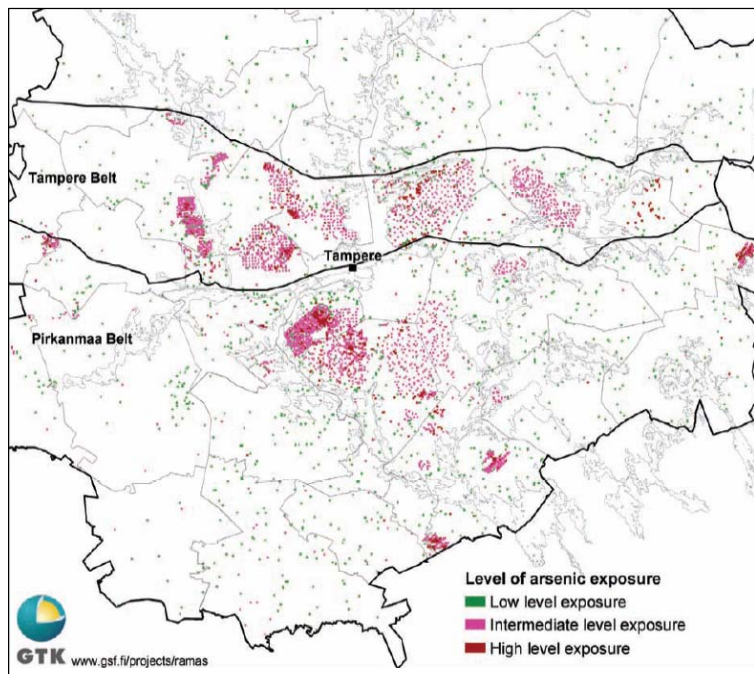 Tampere Belt
Tampere
Pirkanmaa Belt
Level of arsenic exposure
Low level exposure
Intermediate level exposure
High level exposure
GTK www.gsf.fi/projects/ramas